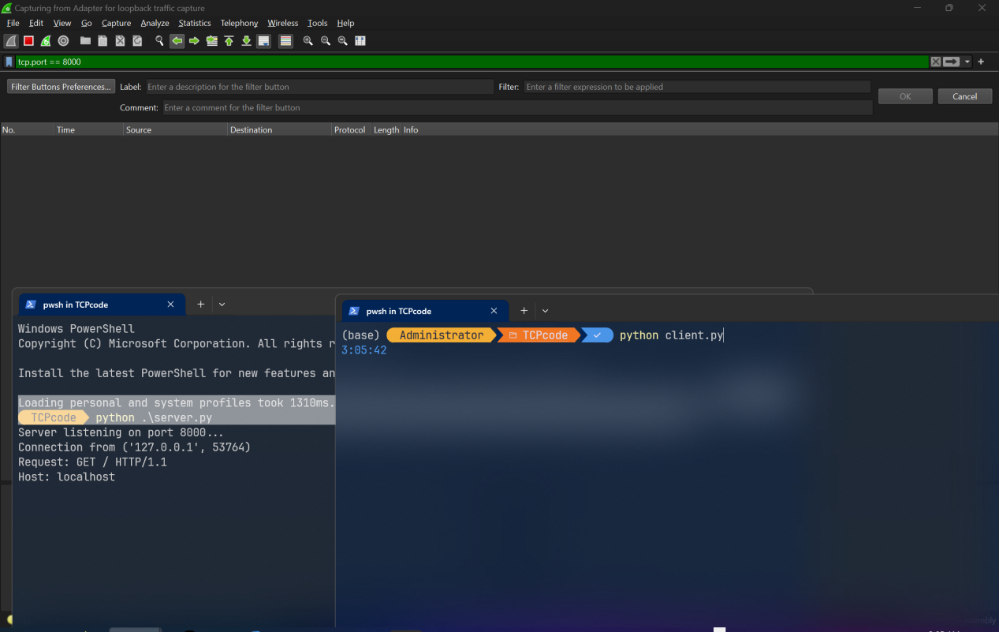 Capturing from Adapter for loopback traffic capture
File Edit View Go Capture Analyze Statistics Telephony Wireless Tools Help
tcp.port == 8000
Filter Buttons Preferences... Label: Enter a description for the filter button Filter: Enter a filter expression to be applied
OK Cancel
Comment: Enter a comment for the filter button
No. Time Source Destination Protocol Length Info
pwsh in TCPcode
Windows PowerShell
Copyright (C) Microsoft Corporation. All rights r
Install the latest PowerShell for new features an
Loading personal and system profiles took 1310ms.
TCPcode python .\server.py
Server listening on port 8000...
Connection from ('127.0.0.1', 53764)
Request: GET / HTTP/1.1
Host: localhost
pwsh in TCPcode
(base) Administrator TCPcode python client.py
3:05:42